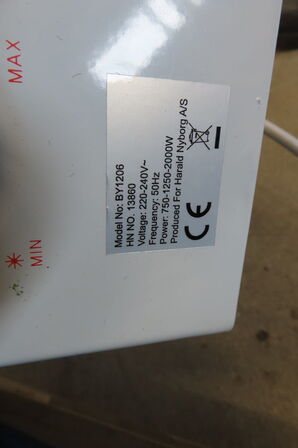 MAX
MIN
Model No: BY1206
HN NO. 13860
Voltage: 220-240V~
Frequency: 50Hz
Power: 750-1250-2000W
Produced For Harald Nyborg A/S
CE